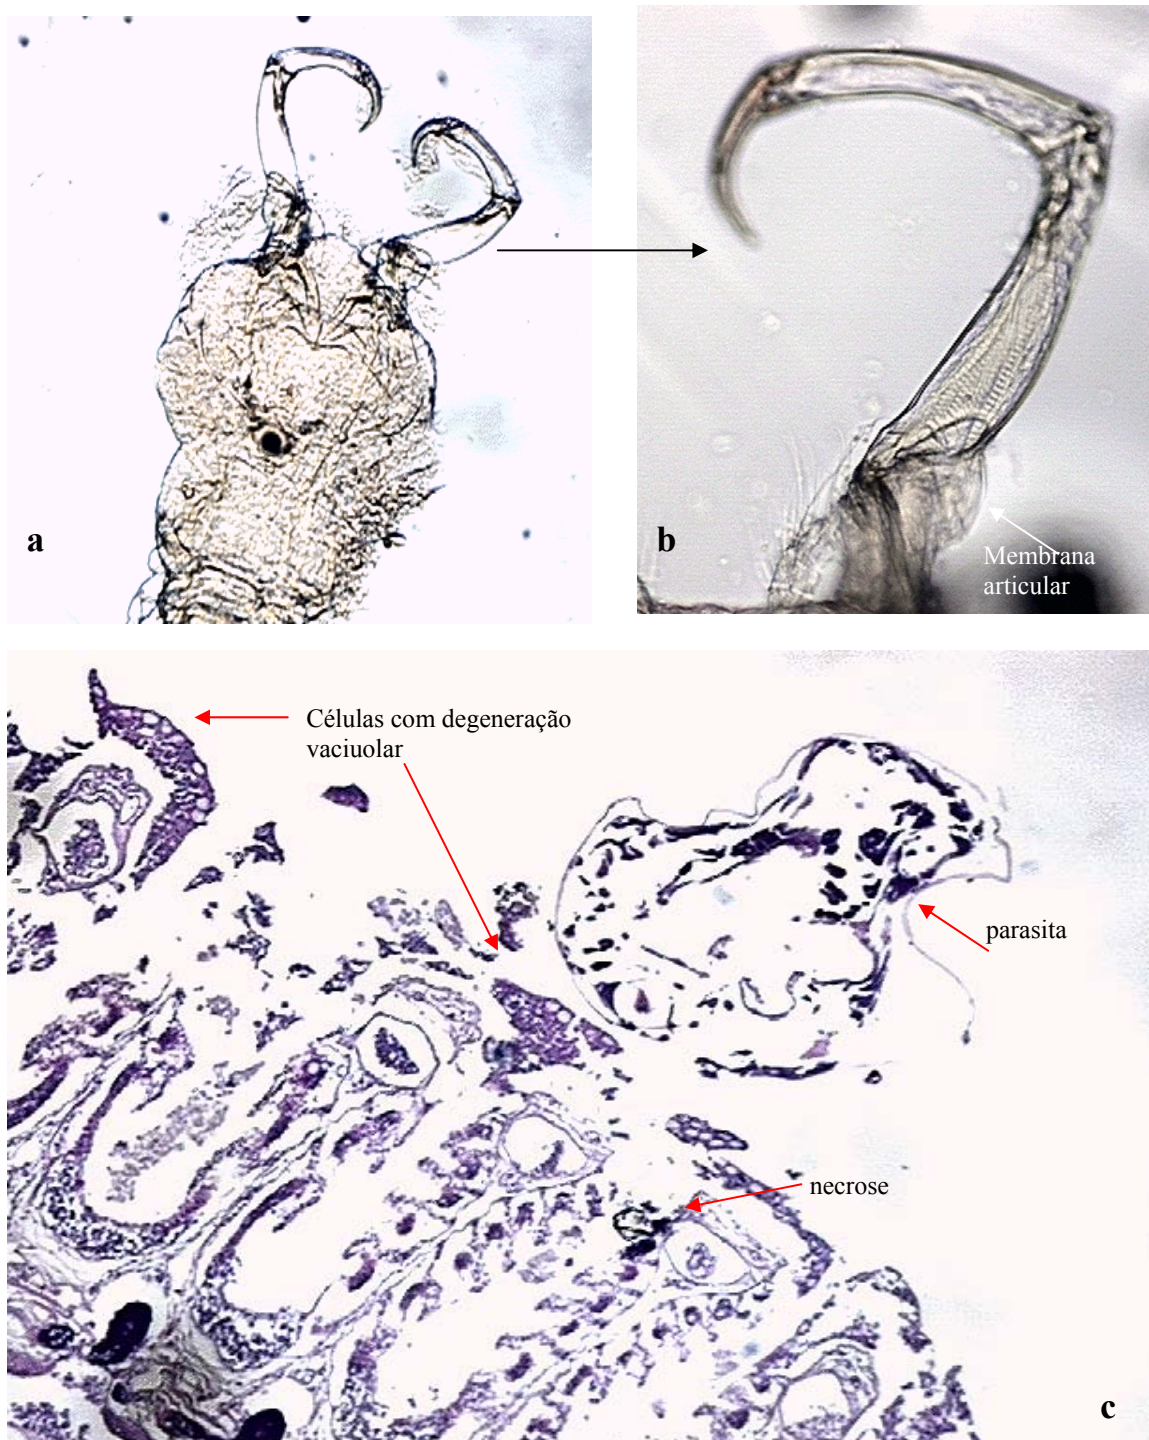 a
b
Membrana
articular
Células com degeneração
vaciuolar
parasita
necrose
c